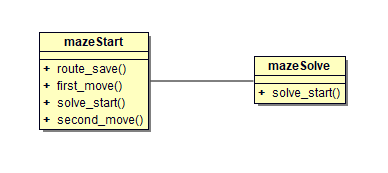 mazeStart
+ route_save()
+ first_move()
+ solve_start()
+ second_move()
mazeSolve
+ solve_start()